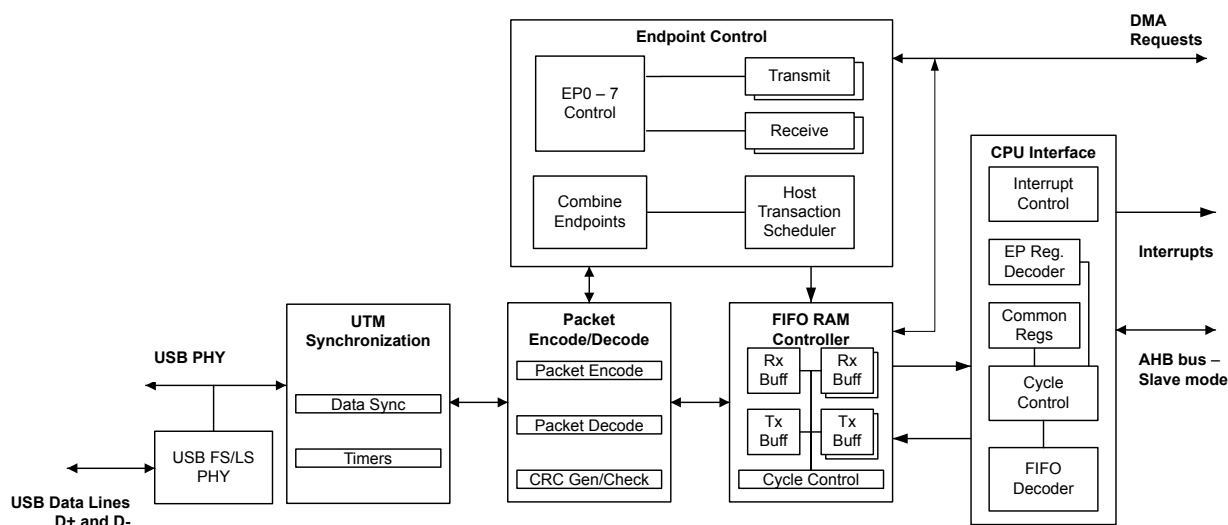 Endpoint Control
EP0 – 7
Control
Transmit
Receive
Combine
Endpoints
Host
Transaction
Scheduler
DMA
Requests
CPU Interface
Interrupt
Control
EP Reg.
Decoder
Common
Regs
Cycle
Control
FIFO
Decoder
Interrupts
AHB bus –
Slave mode
UTM
Synchronization
Data Sync
Timers
Packet
Encode/Decode
Packet Encode
Packet Decode
CRC Gen/Check
FIFO RAM
Controller
Rx
Buff
Rx
Buff
Tx
Buff
Tx
Buff
Cycle Control
USB PHY
USB FS/LS
PHY
USB Data Lines
D+ and D-